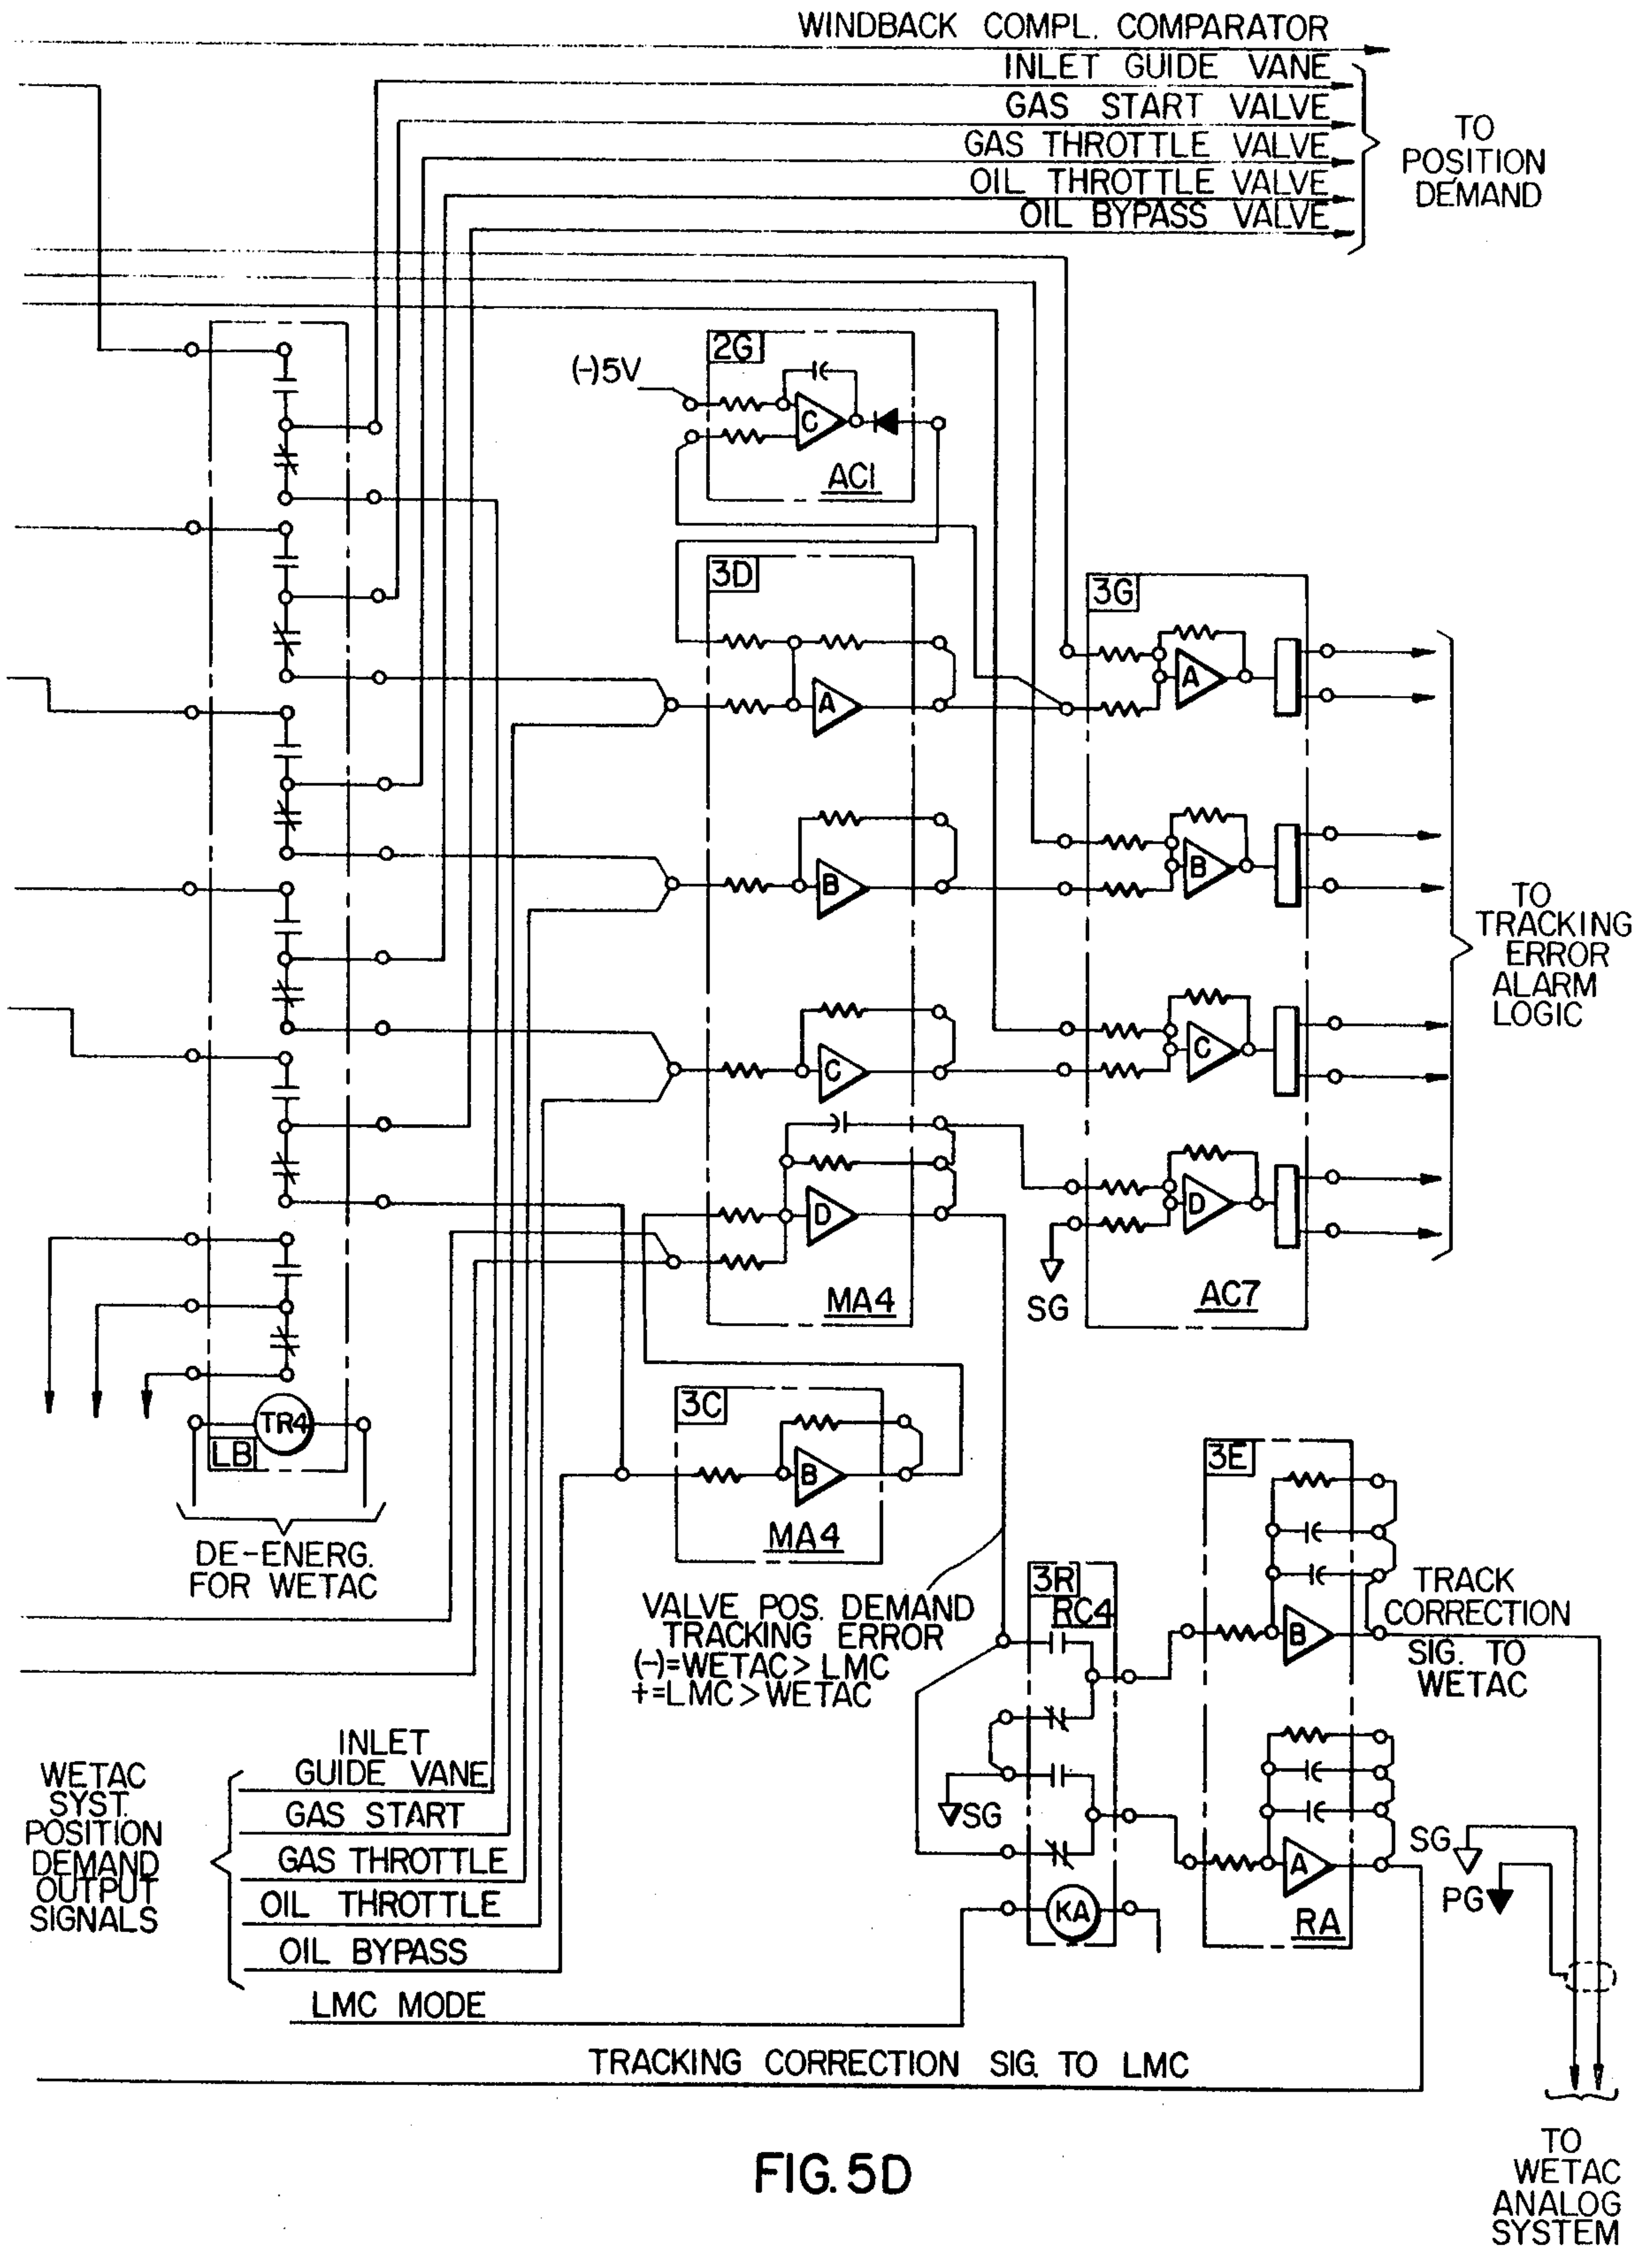 WINDBACK COMPL. COMPARATOR
INLET GUIDE VANE
GAS START VALVE
GAS THROTTLE VALVE
OIL THROTTLE VALVE
OIL BYPASS VALVE
TO
POSITION
DEMAND
2G
(-)5V
C
AC1
3D
3G
A
A
B
B
TO
TRACKING
ERROR
ALARM
LOGIC
C
C
D
D
MA4
SG
AC7
3C
TR4
LB
B
MA4
3E
DE-ENERG.
FOR WETAC
VALVE POS. DEMAND
TRACKING ERROR
(-)=WETAC > LMC
+=LMC > WETAC
3R
RC4
B
TRACK
CORRECTION
SIG. TO
WETAC
WETAC
SYST.
POSITION
DEMAND
OUTPUT
SIGNALS
INLET
GUIDE VANE
GAS START
GAS THROTTLE
OIL THROTTLE
OIL BYPASS
SG
KA
A
RA
SG
PG
LMC MODE
TRACKING CORRECTION SIG. TO LMC
TO
WETAC
ANALOG
SYSTEM
FIG. 5D